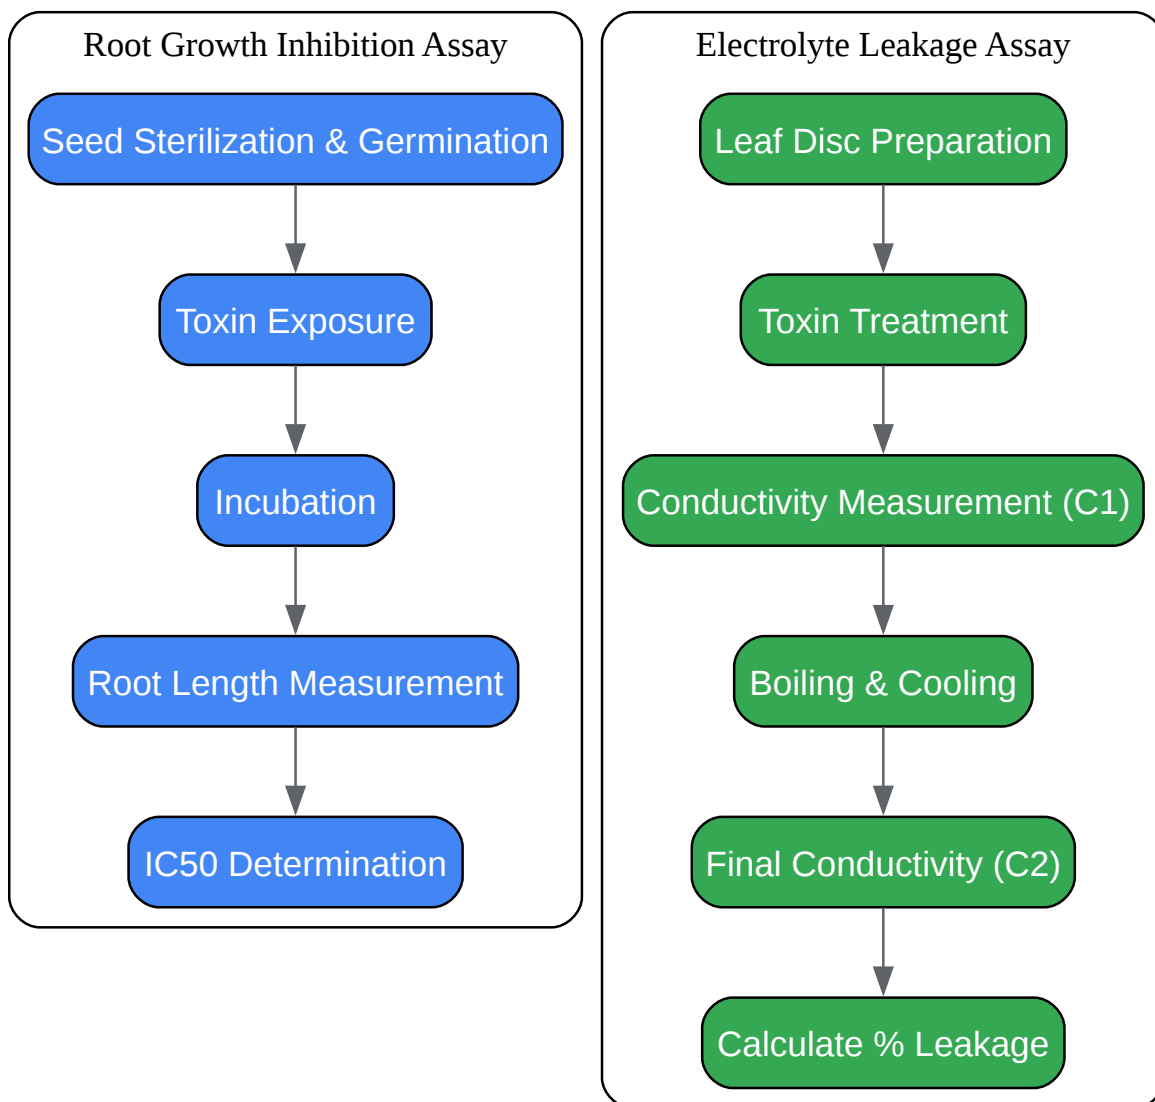 Root Growth Inhibition Assay
Seed Sterilization & Germination
Toxin Exposure
Incubation
Root Length Measurement
IC50 Determination
Electrolyte Leakage Assay
Leaf Disc Preparation
Toxin Treatment
Conductivity Measurement (C1)
Boiling & Cooling
Final Conductivity (C2)
Calculate % Leakage